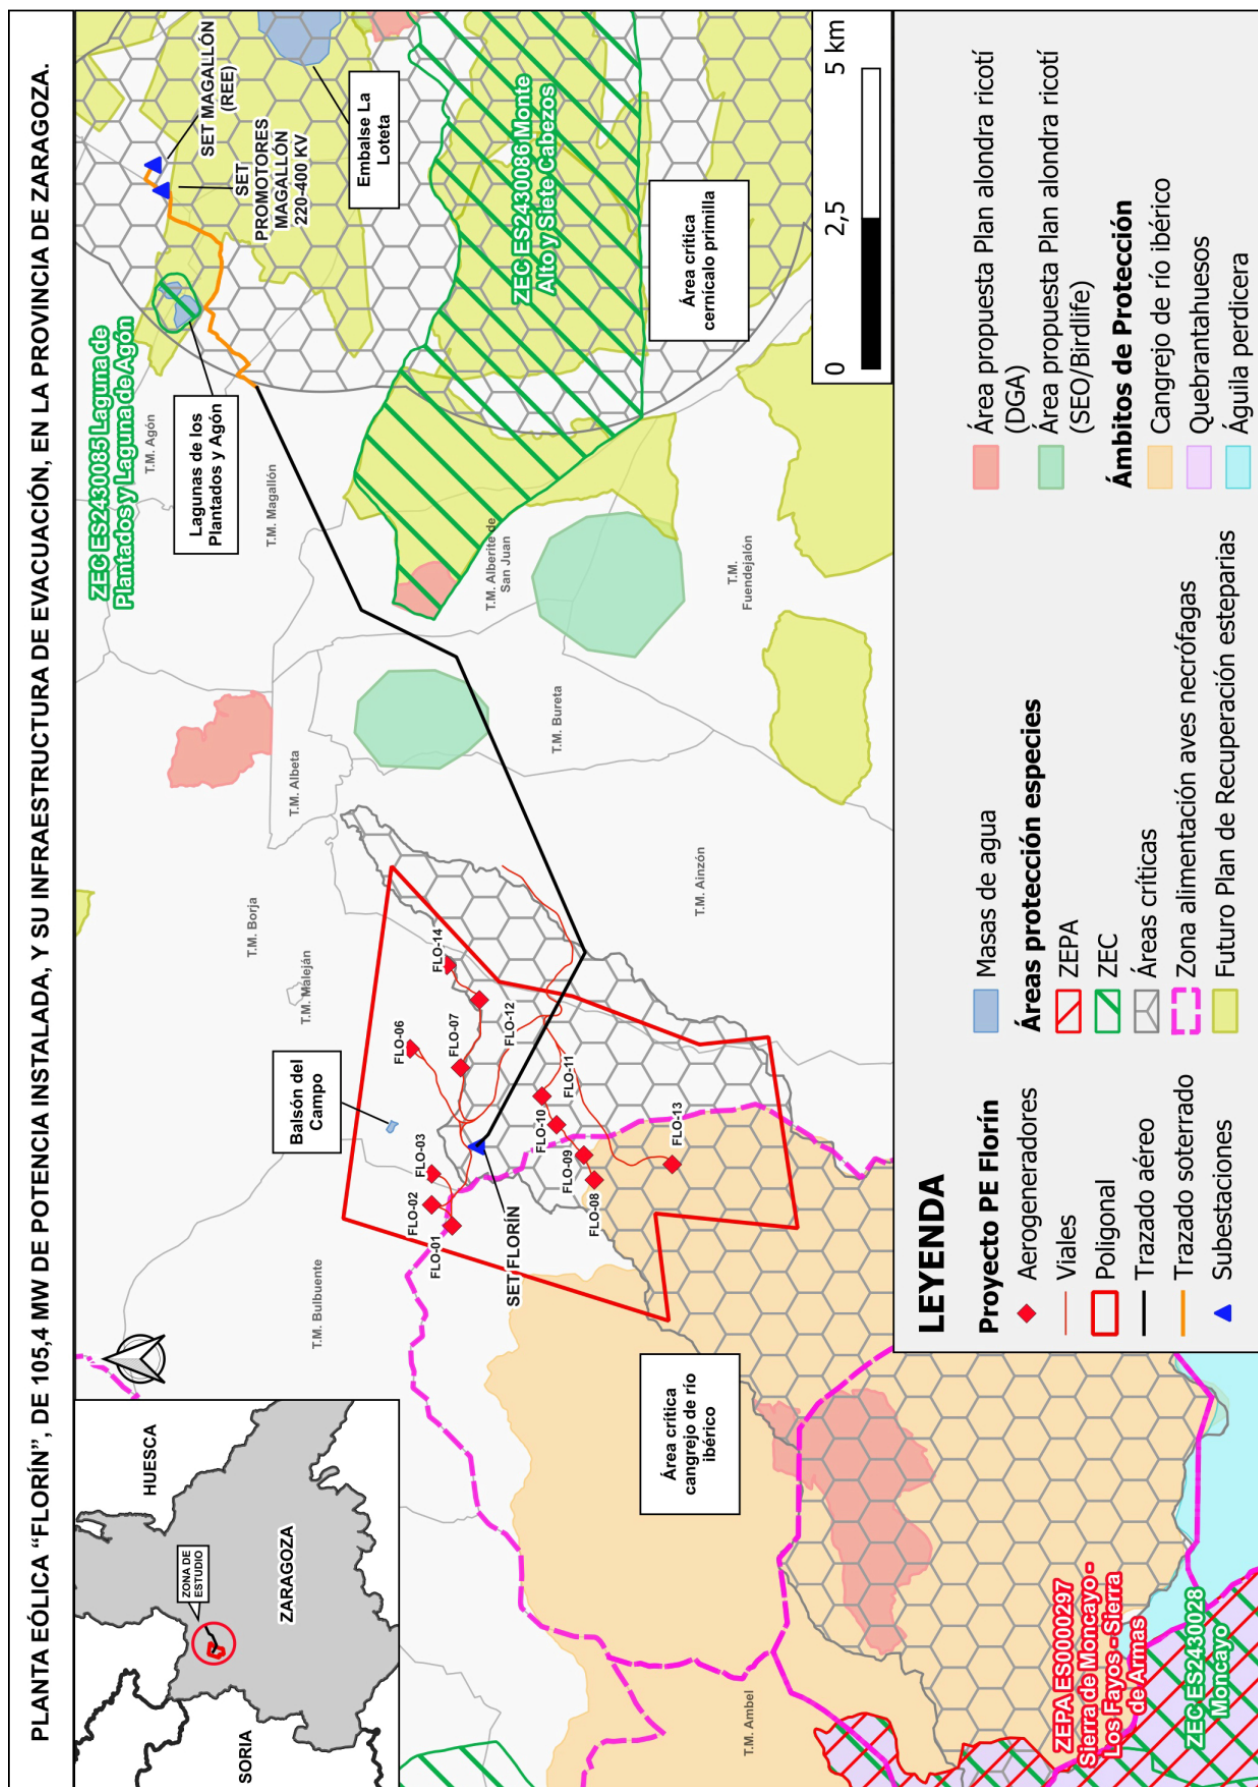 PLANTA EÓLICA “FLORÍN”, DE 105,4 MW DE POTENCIA INSTALADA, Y SU INFRAESTRUCTURA DE EVACUACIÓN, EN LA PROVINCIA DE ZARAGOZA.
HUESCA
ZONA DE
ESTUDIO
ZARAGOZA
SORIA
ZEC ES2430085 Laguna de
Plantados y Laguna de Agón
SET MAGALLÓN
(REE)
SET
PROMOTORES
MAGALLÓN
220-400 KV
Embalse La
Loteta
Lagunas de los
Plantados y Agón
T.M. Agón
T.M. Magallón
ZEC ES2430086 Monte
Alto y Siete Cabezos
Área crítica
cernícalo primilla
T.M. Alberite de
San Juan
T.M.
Fuendejalón
T.M. Bureta
T.M. Albeta
T.M. Borja
T.M. Maleján
T.M. Ainzón
T.M. Bulbuente
Balsón del
Campo
FLO-14
FLO-12
FLO-07
FLO-06
FLO-03
FLO-02
FLO-01
SET FLORÍN
FLO-11
FLO-10
FLO-09
FLO-08
FLO-13
Área crítica
cangrejo de río
ibérico
T.M. Ambel
ZEPA ES0000297
Sierra de Moncayo -
Los Fayos - Sierra
de Armas
ZEC ES2430028
Moncayo
0
2,5
5 km
LEYENDA
Proyecto PE Florín
Aerogeneradores
Viales
Poligonal
Trazado aéreo
Trazado soterrado
Subestaciones
Masas de agua
Áreas protección especies
ZEPA
ZEC
Áreas críticas
Zona alimentación aves necrófagas
Futuro Plan de Recuperación esteparias
Área propuesta Plan alondra ricotí
(DGA)
Área propuesta Plan alondra ricotí
(SEO/Birdlife)
Ámbitos de Protección
Cangrejo de río ibérico
Quebrantahuesos
Águila perdicera